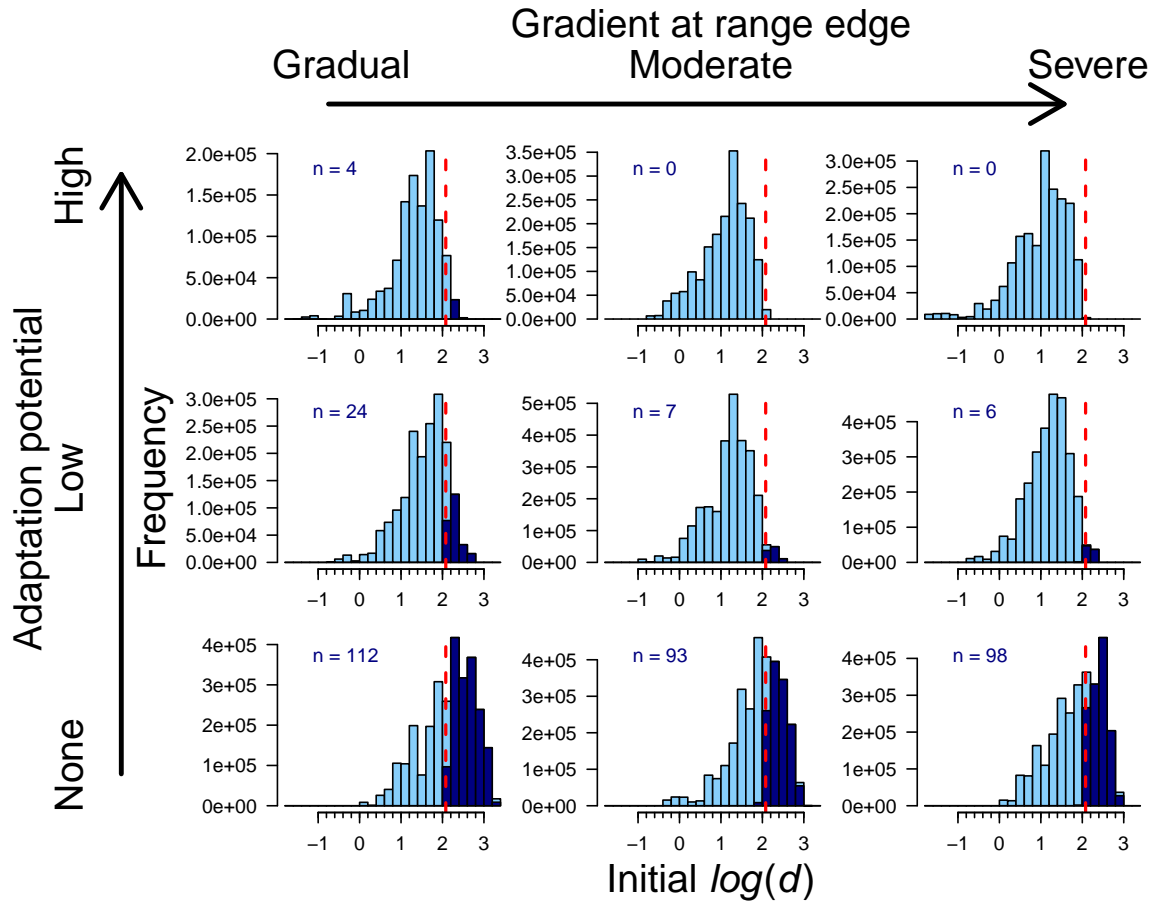 Gradient at range edge
Gradual Moderate Severe
Adaptation potential
High
Low
None
Frequency
n = 4
2.0e+05
1.5e+05
1.0e+05
5.0e+04
0.0e+00
−1 0 1 2 3
n = 0
3.5e+05
3.0e+05
2.5e+05
2.0e+05
1.5e+05
1.0e+05
5.0e+04
0.0e+00
−1 0 1 2 3
n = 0
3.0e+05
2.5e+05
2.0e+05
1.5e+05
1.0e+05
5.0e+04
0.0e+00
−1 0 1 2 3
n = 24
3.0e+05
2.5e+05
2.0e+05
1.5e+05
1.0e+05
5.0e+04
0.0e+00
−1 0 1 2 3
n = 7
5e+05
4e+05
3e+05
2e+05
1e+05
0e+00
−1 0 1 2 3
n = 6
4e+05
3e+05
2e+05
1e+05
0e+00
−1 0 1 2 3
n = 112
4e+05
3e+05
2e+05
1e+05
0e+00
−1 0 1 2 3
n = 93
4e+05
3e+05
2e+05
1e+05
0e+00
−1 0 1 2 3
n = 98
4e+05
3e+05
2e+05
1e+05
0e+00
−1 0 1 2 3
Initial log(d)